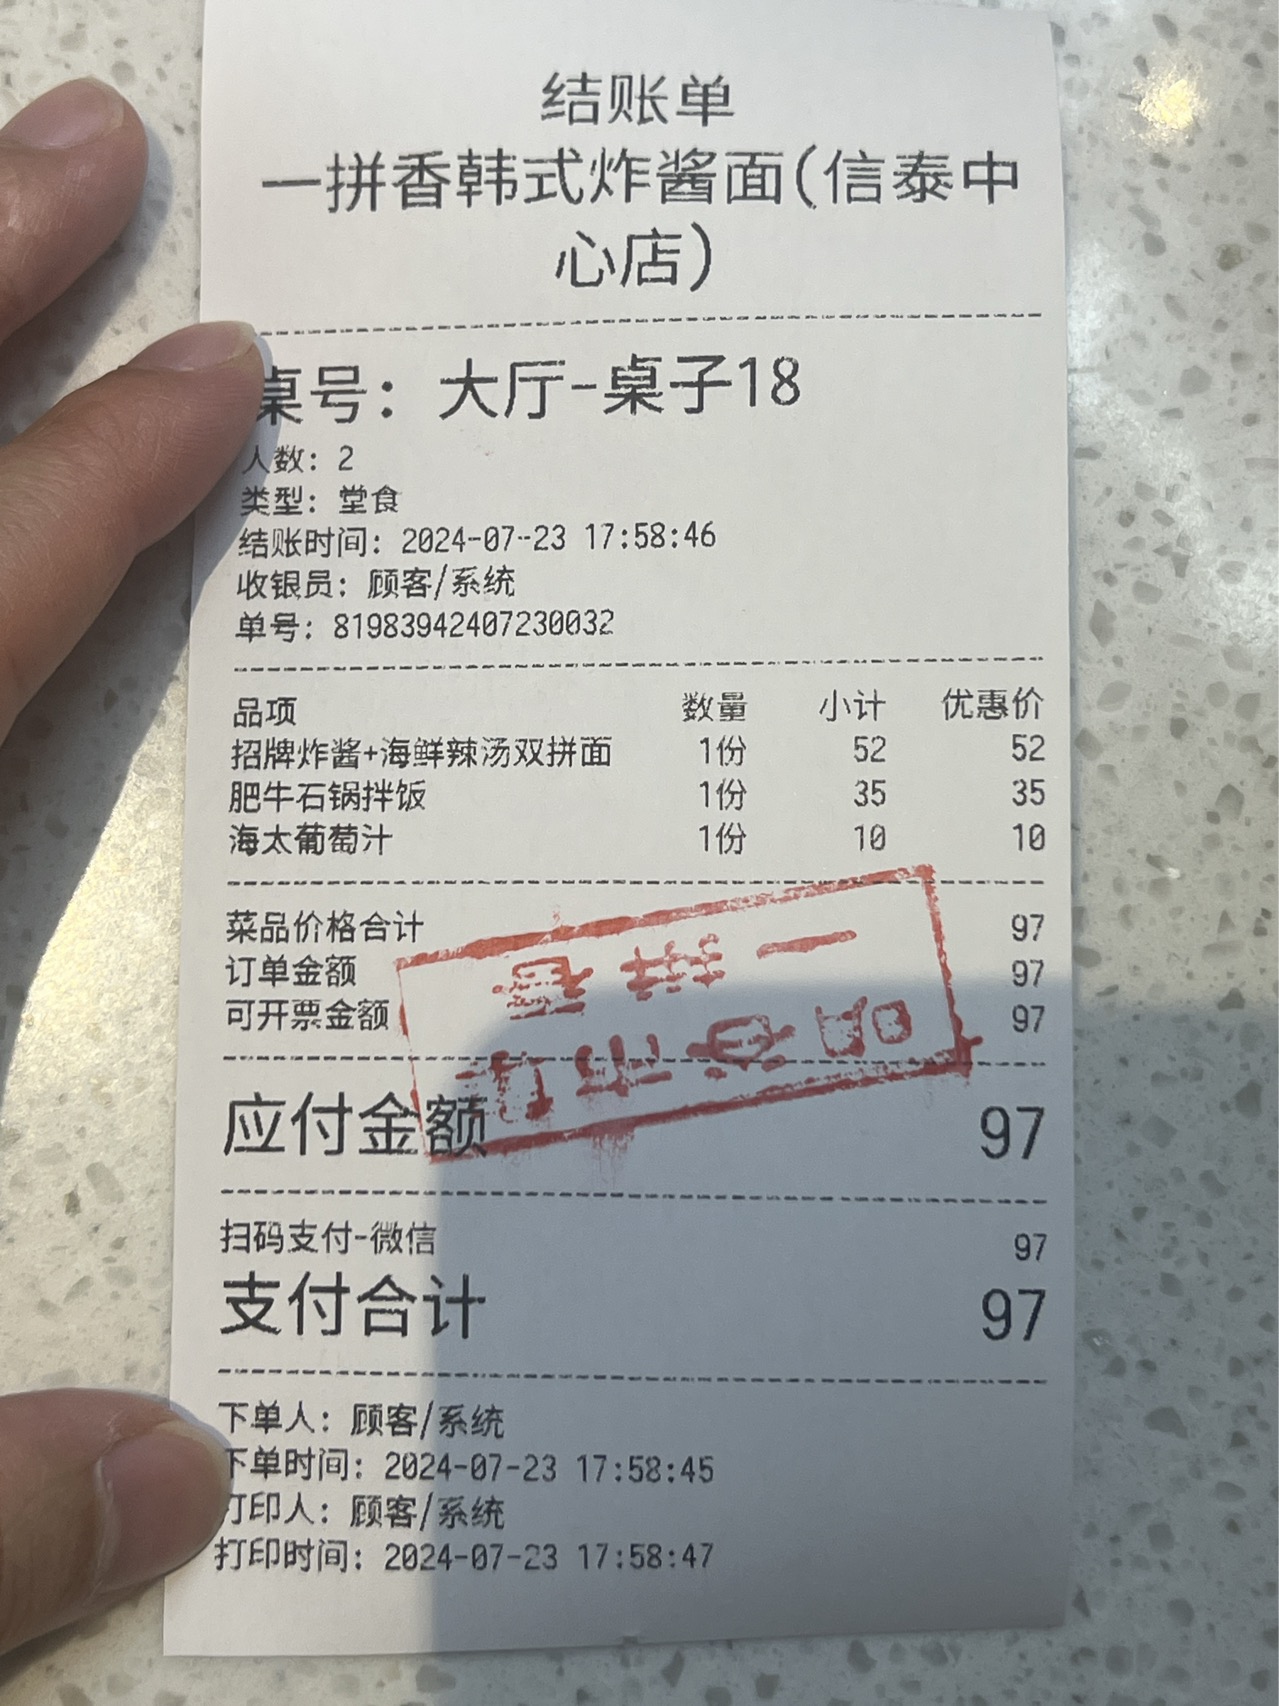 结账单
一拼香韩式炸酱面(信泰中
心店)
桌号：大厅-桌子18
人数：2
类型：堂食
结账时间：2024-07-23 17:58:46
收银员：顾客/系统
单号：81983942407230032
品项 数量 小计 优惠价
招牌炸酱+海鲜辣汤双拼面 1份 52 52
肥牛石锅拌饭 1份 35 35
海太葡萄汁 1份 10 10
菜品价格合计 97
订单金额 97
可开票金额 97
应付金额 97
扫码支付-微信 97
支付合计 97
下单人：顾客/系统
下单时间：2024-07-23 17:58:45
打印人：顾客/系统
打印时间：2024-07-23 17:58:47